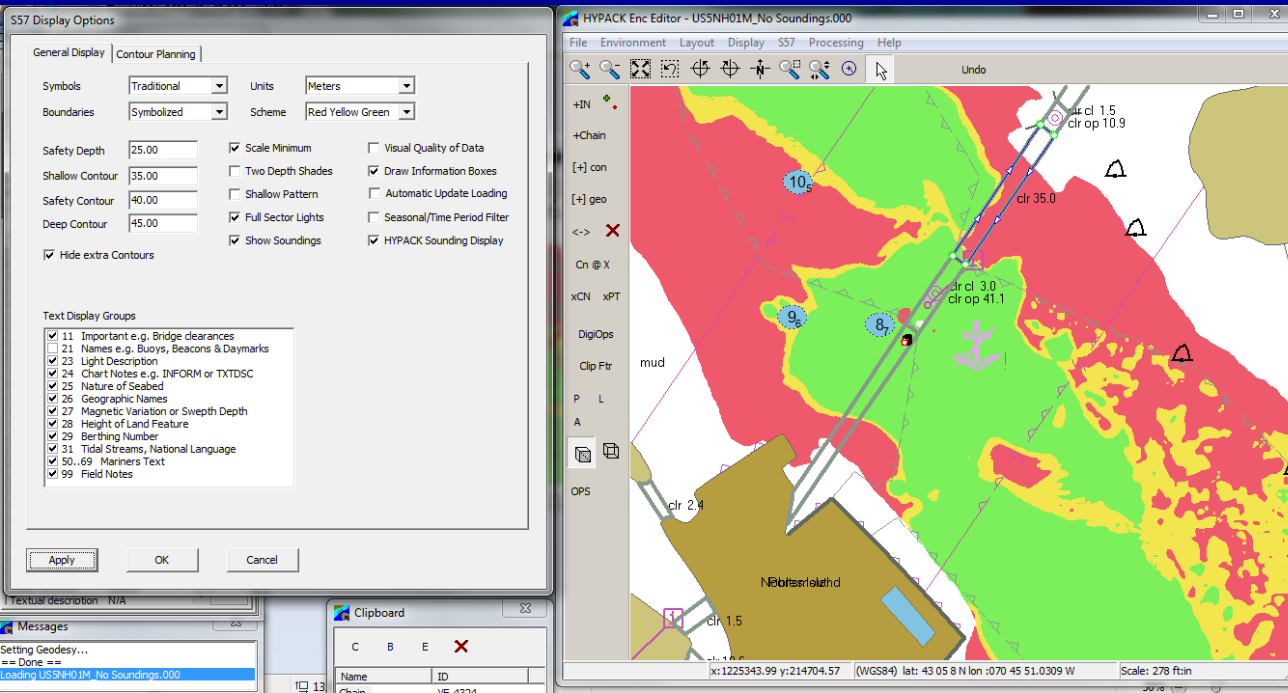 S57 Display Options
General Display
Contour Planning
Symbols Traditional Units Meters
Boundaries Symbolized Scheme Red Yellow Green
Safety Depth 25.00
Shallow Contour 35.00
Safety Contour 40.00
Deep Contour 45.00
Scale Minimum
Two Depth Shades
Shallow Pattern
Full Sector Lights
Show Soundings
Visual Quality of Data
Draw Information Boxes
Automatic Update Loading
Seasonal/Time Period Filter
HYPACK Sounding Display
Hide extra Contours
Text Display Groups
11 Important e.g. Bridge clearances
21 Names e.g. Buoys, Beacons & Daymarks
23 Light Description
24 Chart Notes e.g. INFORM or TXTDSC
25 Nature of Seabed
26 Geographic Names
27 Magnetic Variation or Swepth Depth
28 Height of Land Feature
29 Berthing Number
31 Tidal Streams, National Language
50..69 Mariners Text
99 Field Notes
Apply OK Cancel
Textual description N/A
Messages
Setting Geodesy...
== Done ==
Loading US5NH01M_No Soundings.000
Clipboard
C B E
Name ID
13
HYPACK Enc Editor - US5NH01M_No Soundings.000
File Environment Layout Display S57 Processing Help
N
Undo
+IN
+Chain
[+] con
[+] geo
<->
Cn @ X
xCN xPT
DigiOps
Clip Ftr
P L
A
OPS
clr cl 1.5
clr op 10.9
10 5
clr 35.0
clr cl 3.0
clr op 41.1
9 6
8 7
mud
clr 2.4
clr 1.5
x:1225343.99 y:214704.57 (WGS84) lat: 43 05 8 N lon :070 45 51.0309 W Scale: 278 ft:in